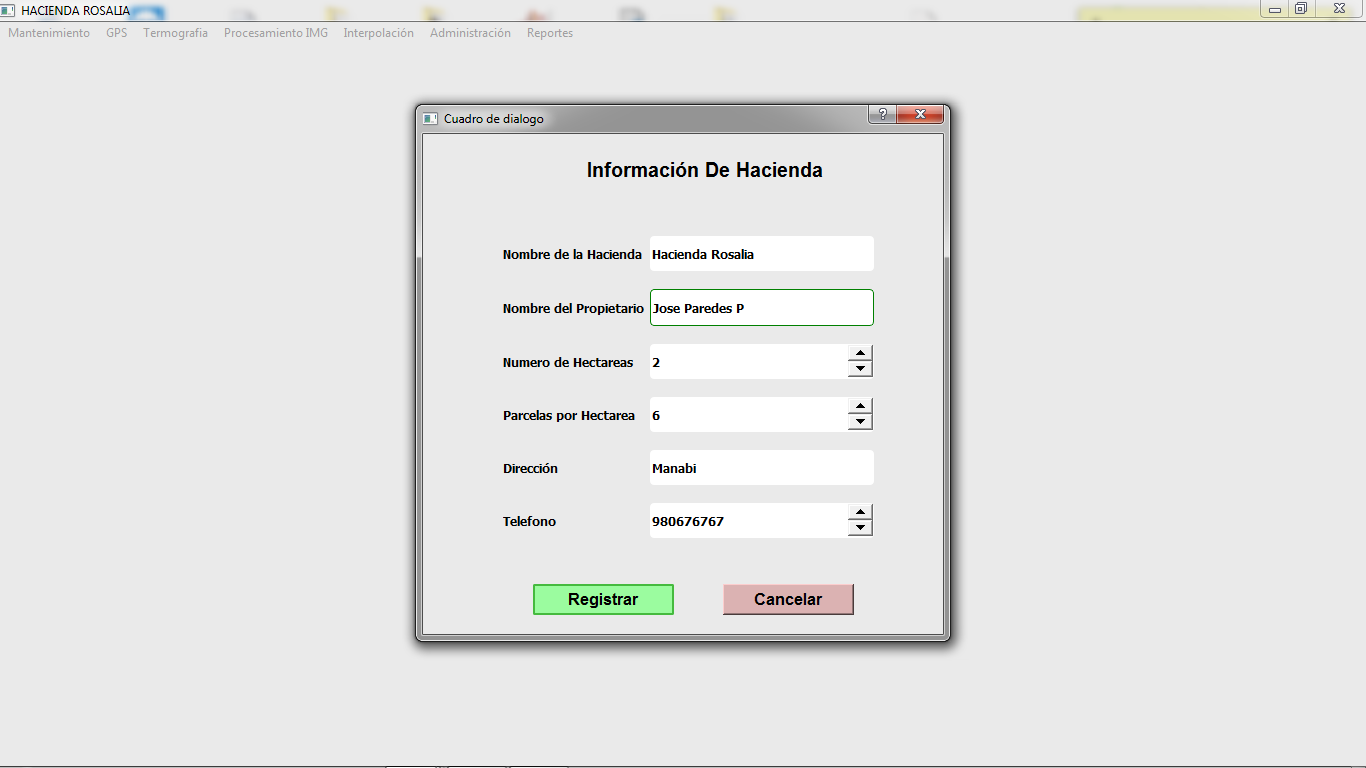 HACIENDA ROSALIA
Mantenimiento GPS Termografia Procesamiento IMG Interpolación Administración Reportes
Cuadro de dialogo
Información De Hacienda
Nombre de la Hacienda Hacienda Rosalia
Nombre del Propietario Jose Paredes P
Numero de Hectareas 2
Parcelas por Hectarea 6
Dirección Manabi
Telefono 980676767
Registrar Cancelar